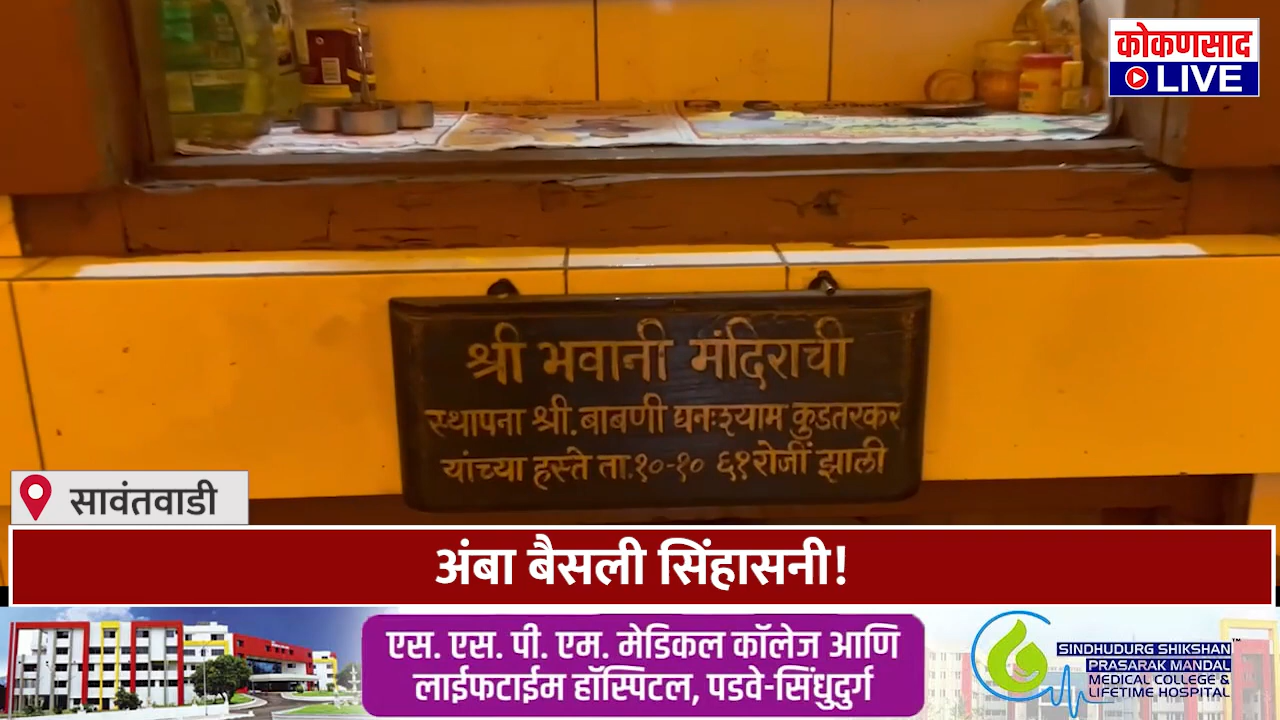 कोकणसाद
LIVE
श्री भवानी मंदिराची
स्थापना श्री. बाबणी घनःश्याम कुडतरकर
यांच्या हस्ते ता.१०-१० ६१ रोजीं झाली
सावंतवाडी
अंबा बैसली सिंहासनी!
एस. एस. पी. एम. मेडिकल कॉलेज आणि
लाईफटाईम हॉस्पिटल, पडवे-सिंधुदुर्ग
SINDHUDURG SHIKSHAN
PRASARAK MANDAL
MEDICAL COLLEGE &
LIFETIME HOSPITAL